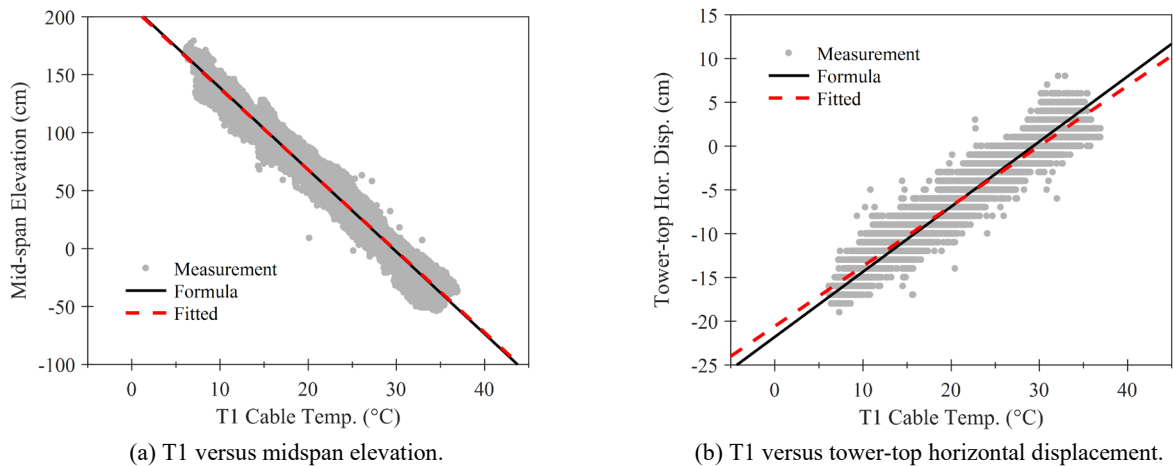 200
150
100
50
0
-50
-100
Mid-span Elevation (cm)
Measurement
Formula
Fitted
0 10 20 30 40
T1 Cable Temp. (°C)
(a) T1 versus midspan elevation.
15
10
5
0
-5
-10
-15
-20
-25
Tower-top Hor. Disp. (cm)
Measurement
Formula
Fitted
0 10 20 30 40
T1 Cable Temp. (°C)
(b) T1 versus tower-top horizontal displacement.